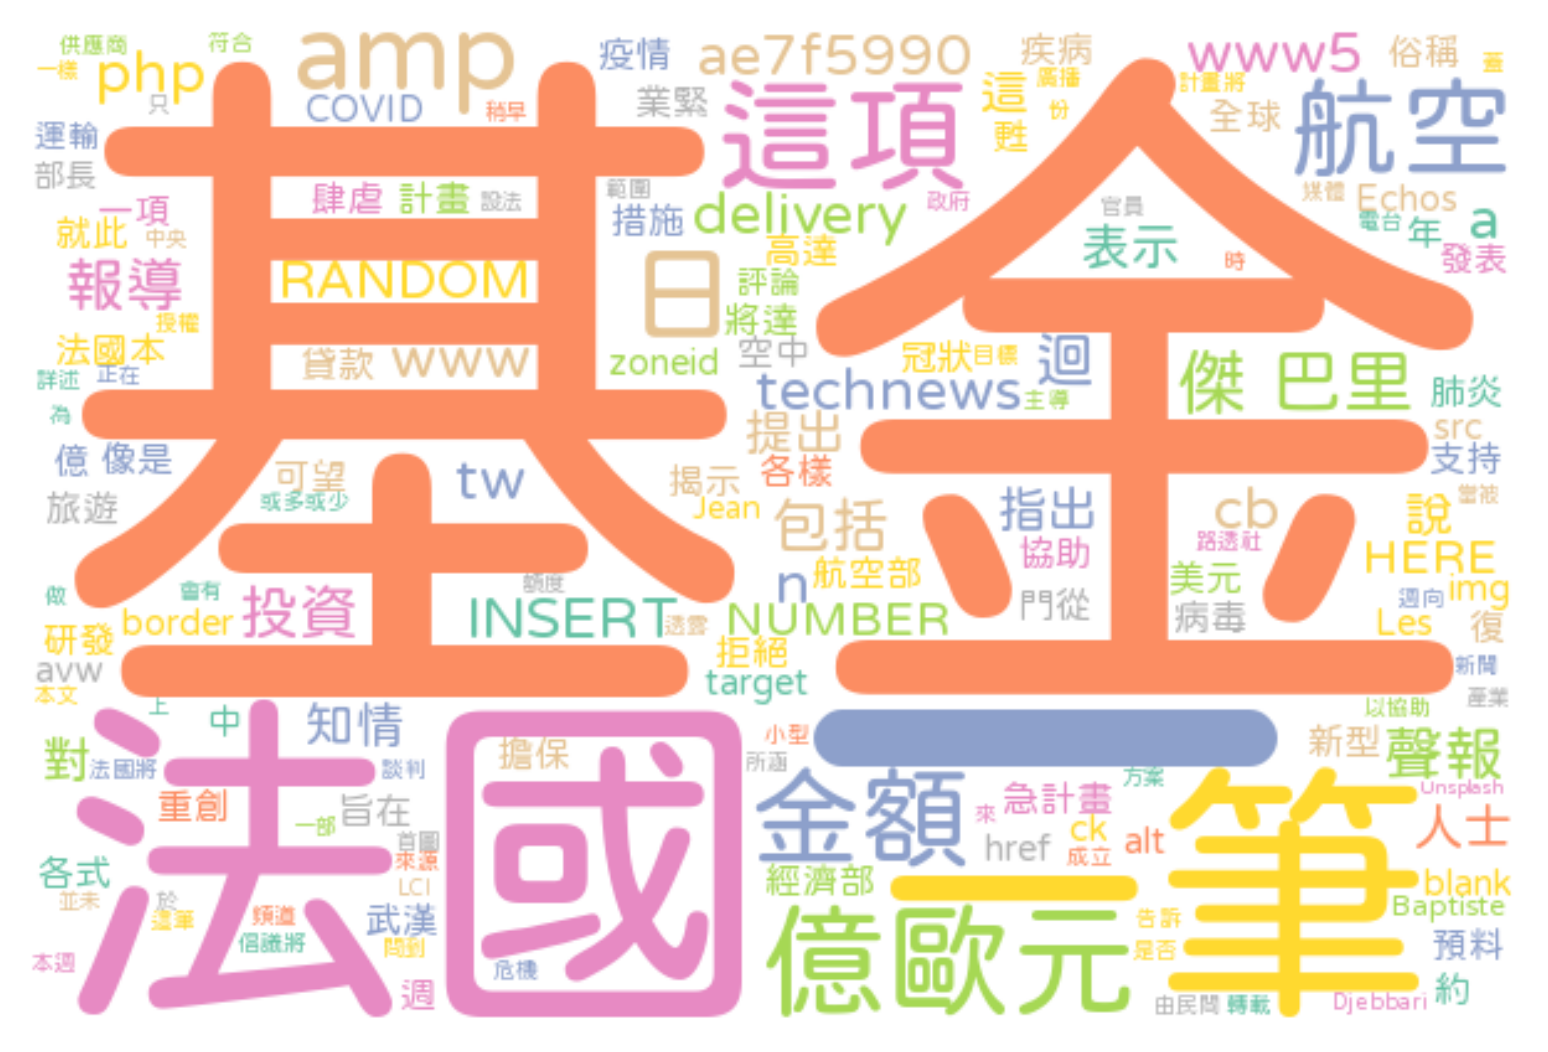 供應商 符合 amp 疫情 ae7f5990 疾病 www5 俗稱 蓋
一樣 php 只 COVID 稍早 業緊 這項 這 廣播 份 計畫將 全球 航空
運輸 甦
部長 肆虐 計畫 設法 範圍 政府 官員 媒體 Echos
一項 措施 delivery 電台 年 a
就此 中央 高達 表示 時 發表
報導 RANDOM 日 評論
授權 將達
法國本 貸款 www zoneid 空中 冠狀 目標 迴
詳述 正在 technews 主導 傑 巴里 肺炎
為 基金 提出 src
億 像是 可望 tw 揭示 各樣 支持
旅遊 或多或少 Jean 包括 指出 cb 說 當被
協助 路透社 HERE
做 會有 額度 n 航空部 美元 週向 img
border 投資 INSERT 透露 NUMBER 門從 病毒 Les 復
研發 拒絕
avw target 新聞
本文 上 以協助 產業
中 知情 小型 一 新型 聲報
對 法國將 談判 擔保 所涵 方案
重創 旨在 金額 來 急計畫 Unsplash
一部 首圖 href ck alt 人士
各式 來源 成立
法國 LCI 經濟部 一 筆 blank
並未 於 Baptiste
這筆 頻道 武漢 億歐元 告訴
倡議將 問到 是否 預料
本週 危機 週 約
由民間 轉載 Djebbari